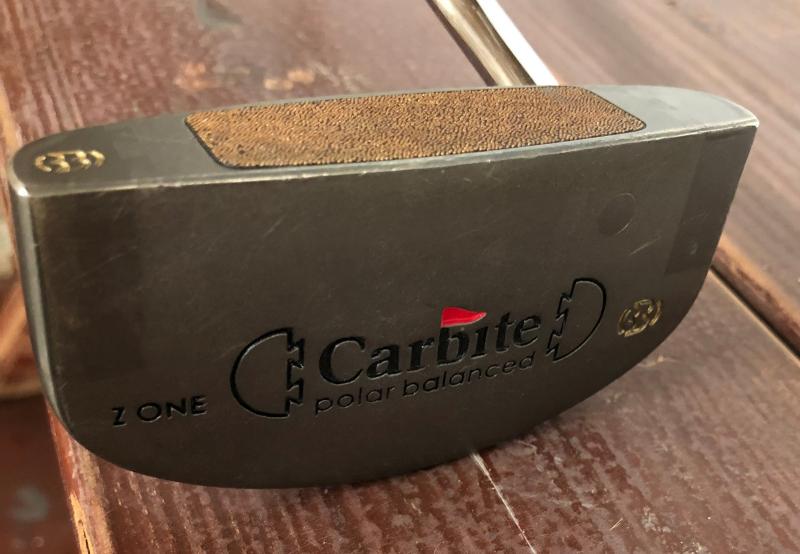 Carbite
polar balanced
Z ONE